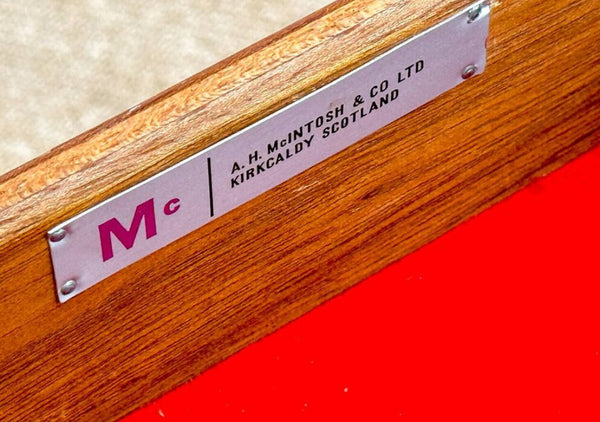 Mc
A. H. McINTOSH & CO LTD
KIRKCALDY SCOTLAND